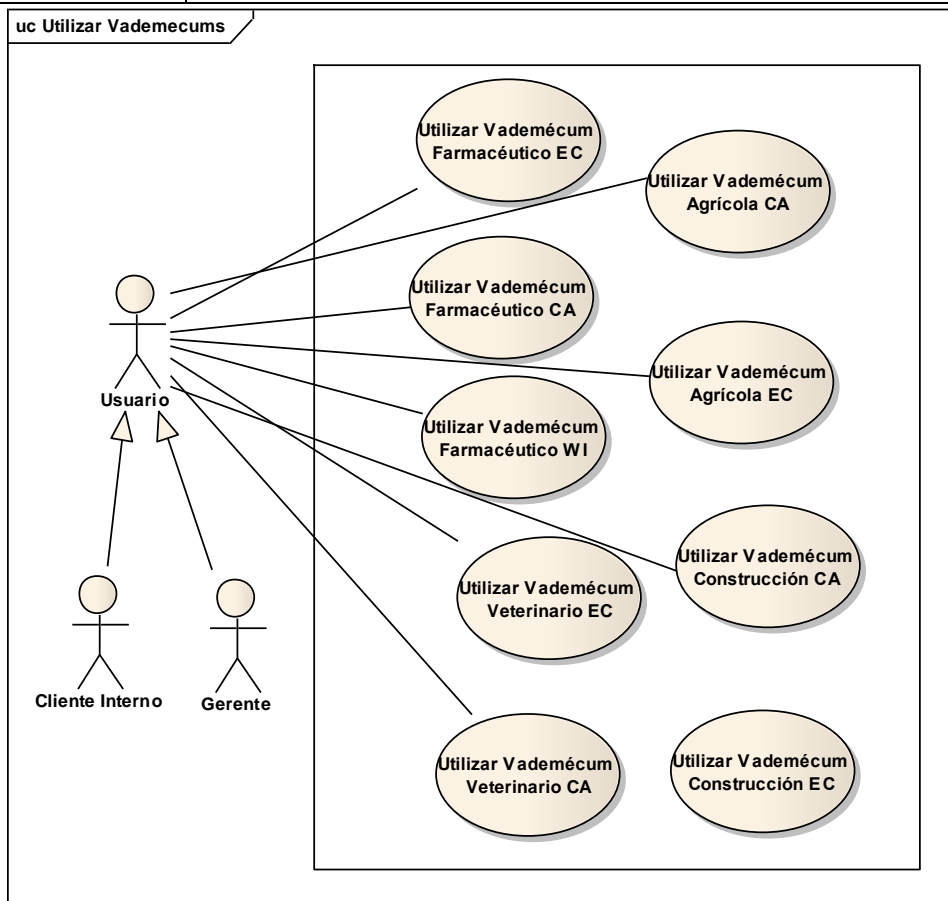 uc Utilizar Vademecums
Utilizar Vademécum
Farmacéutico EC
Utilizar Vademécum
Agrícola CA
Utilizar Vademécum
Farmacéutico CA
Utilizar Vademécum
Agrícola EC
Usuario
Utilizar Vademécum
Farmacéutico WI
Utilizar Vademécum
Construcción CA
Utilizar Vademécum
Veterinario EC
Cliente Interno
Gerente
Utilizar Vademécum
Veterinario CA
Utilizar Vademécum
Construcción EC